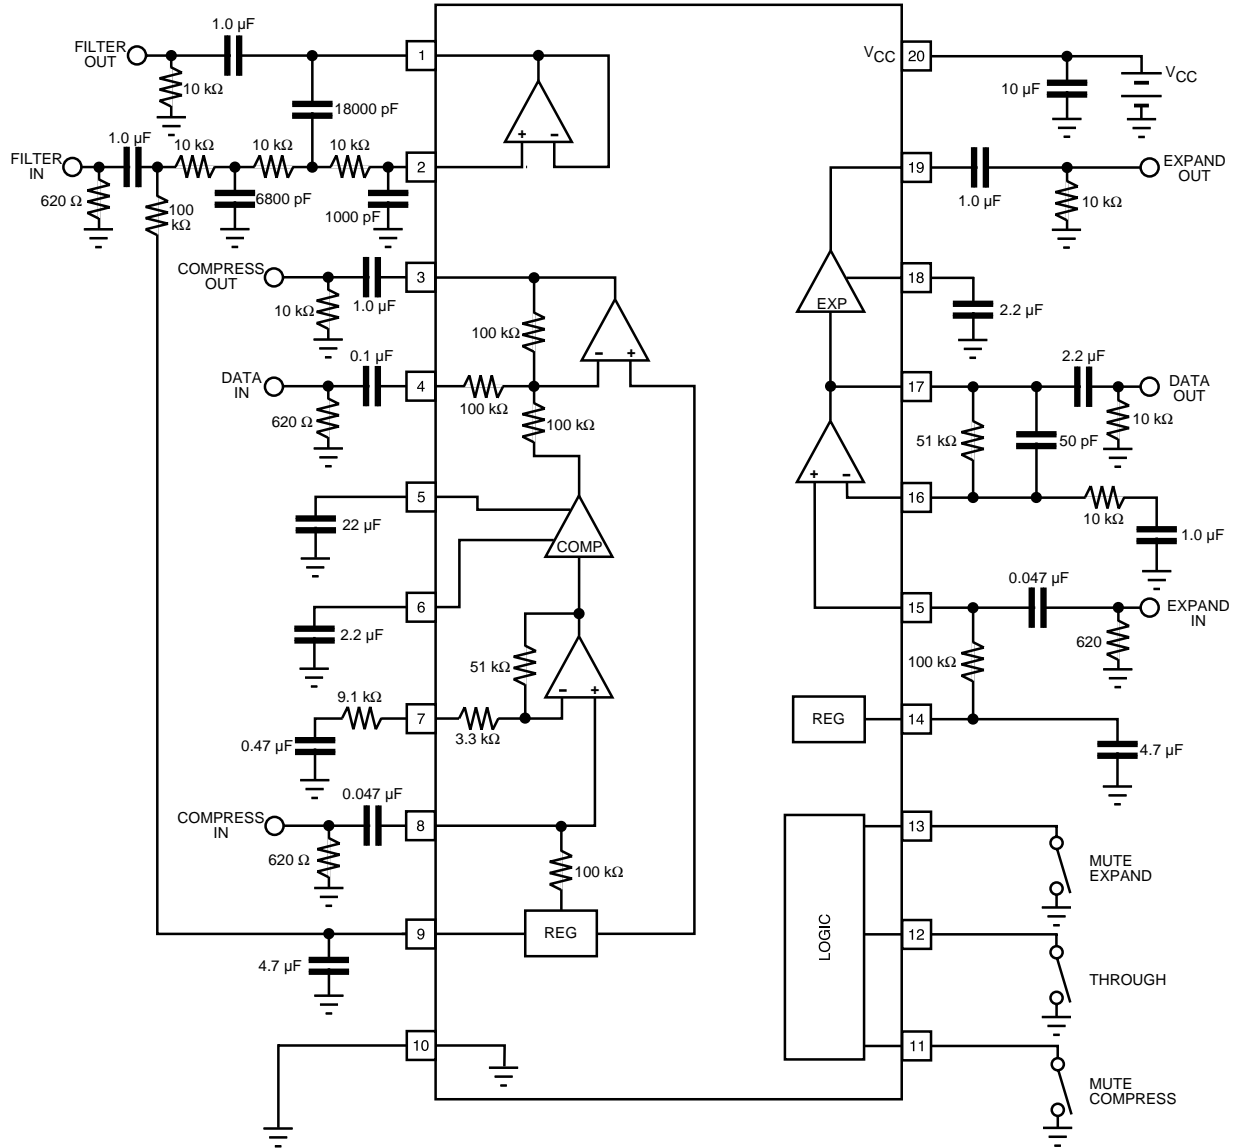 1.0 µF
FILTER
OUT
1
20
VCC
VCC
10 kΩ
18000 pF
10 µF
1.0 µF
10 kΩ
10 kΩ
10 kΩ
FILTER
IN
2
+
–
19
EXPAND
OUT
620 Ω
100
kΩ
6800 pF
1000 pF
1.0 µF
10 kΩ
COMPRESS
OUT
3
18
10 kΩ
1.0 µF
EXP
2.2 µF
100 kΩ
–
+
0.1 µF
2.2 µF
DATA
IN
4
17
DATA
OUT
100 kΩ
620 Ω
100 kΩ
51 kΩ
50 pF
10 kΩ
+
–
5
16
22 µF
10 kΩ
1.0 µF
COMP
0.047 µF
6
15
EXPAND
IN
2.2 µF
620
51 kΩ
100 kΩ
–
+
9.1 kΩ
7
REG
14
0.47 µF
3.3 kΩ
4.7 µF
0.047 µF
COMPRESS
IN
8
13
620 Ω
100 kΩ
MUTE
EXPAND
9
REG
LOGIC
12
4.7 µF
THROUGH
10
11
MUTE
COMPRESS